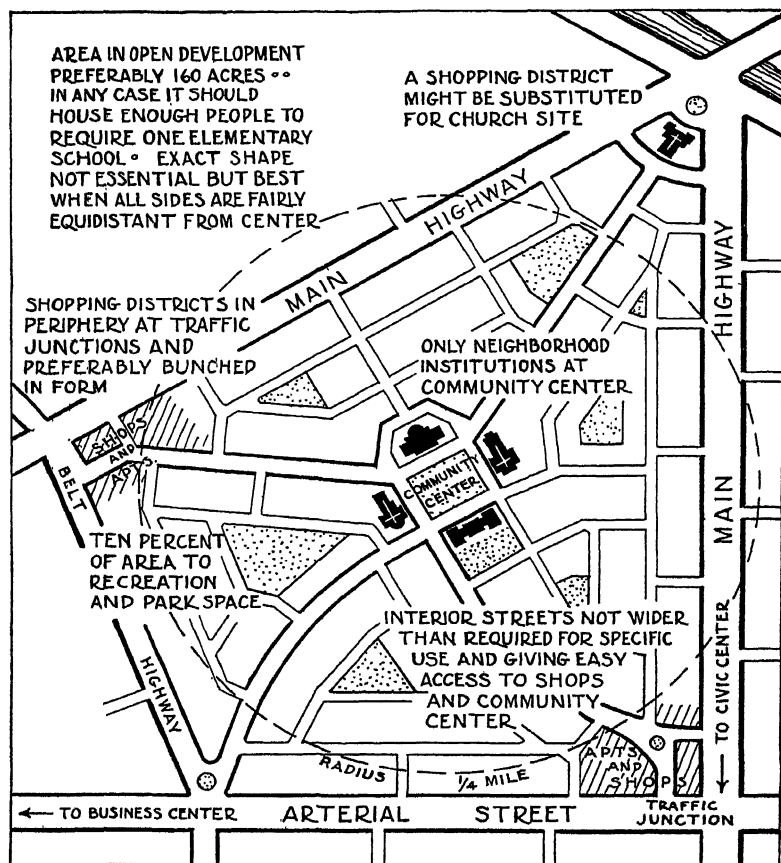 AREA IN OPEN DEVELOPMENT
PREFERABLY 160 ACRES • •
IN ANY CASE IT SHOULD
HOUSE ENOUGH PEOPLE TO
REQUIRE ONE ELEMENTARY
SCHOOL • EXACT SHAPE
NOT ESSENTIAL BUT BEST
WHEN ALL SIDES ARE FAIRLY
EQUIDISTANT FROM CENTER
A SHOPPING DISTRICT
MIGHT BE SUBSTITUTED
FOR CHURCH SITE
MAIN HIGHWAY
SHOPPING DISTRICTS IN
PERIPHERY AT TRAFFIC
JUNCTIONS AND
PREFERABLY BUNCHED
IN FORM
ONLY NEIGHBORHOOD
INSTITUTIONS AT
COMMUNITY CENTER
MAIN HIGHWAY
SHOPS
AND
APTS.
COMMUNITY
CENTER
BELT HIGHWAY
TEN PERCENT
OF AREA TO
RECREATION
AND PARK SPACE
INTERIOR STREETS NOT WIDER
THAN REQUIRED FOR SPECIFIC
USE AND GIVING EASY
ACCESS TO SHOPS
AND COMMUNITY
CENTER
TO CIVIC CENTER
APTS
AND
SHOPS
RADIUS 1/4 MILE
TRAFFIC
JUNCTION
← TO BUSINESS CENTER ARTERIAL STREET